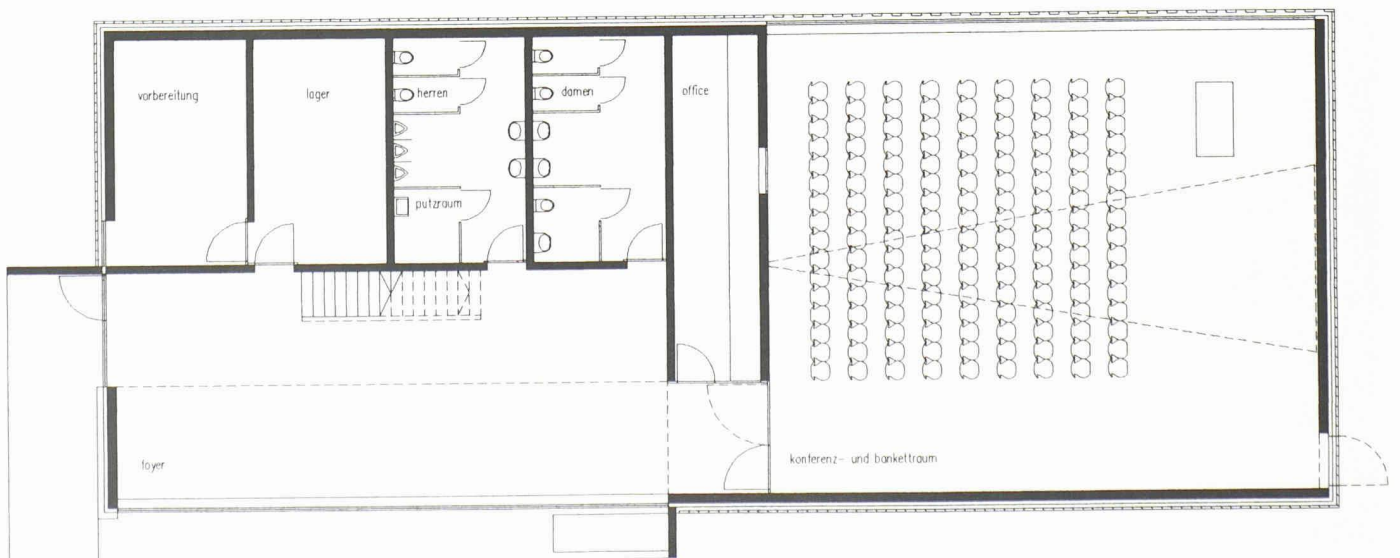 vorbereitung
lager
herren
damen
office
putzraum
foyer
konferenz- und bankettraum